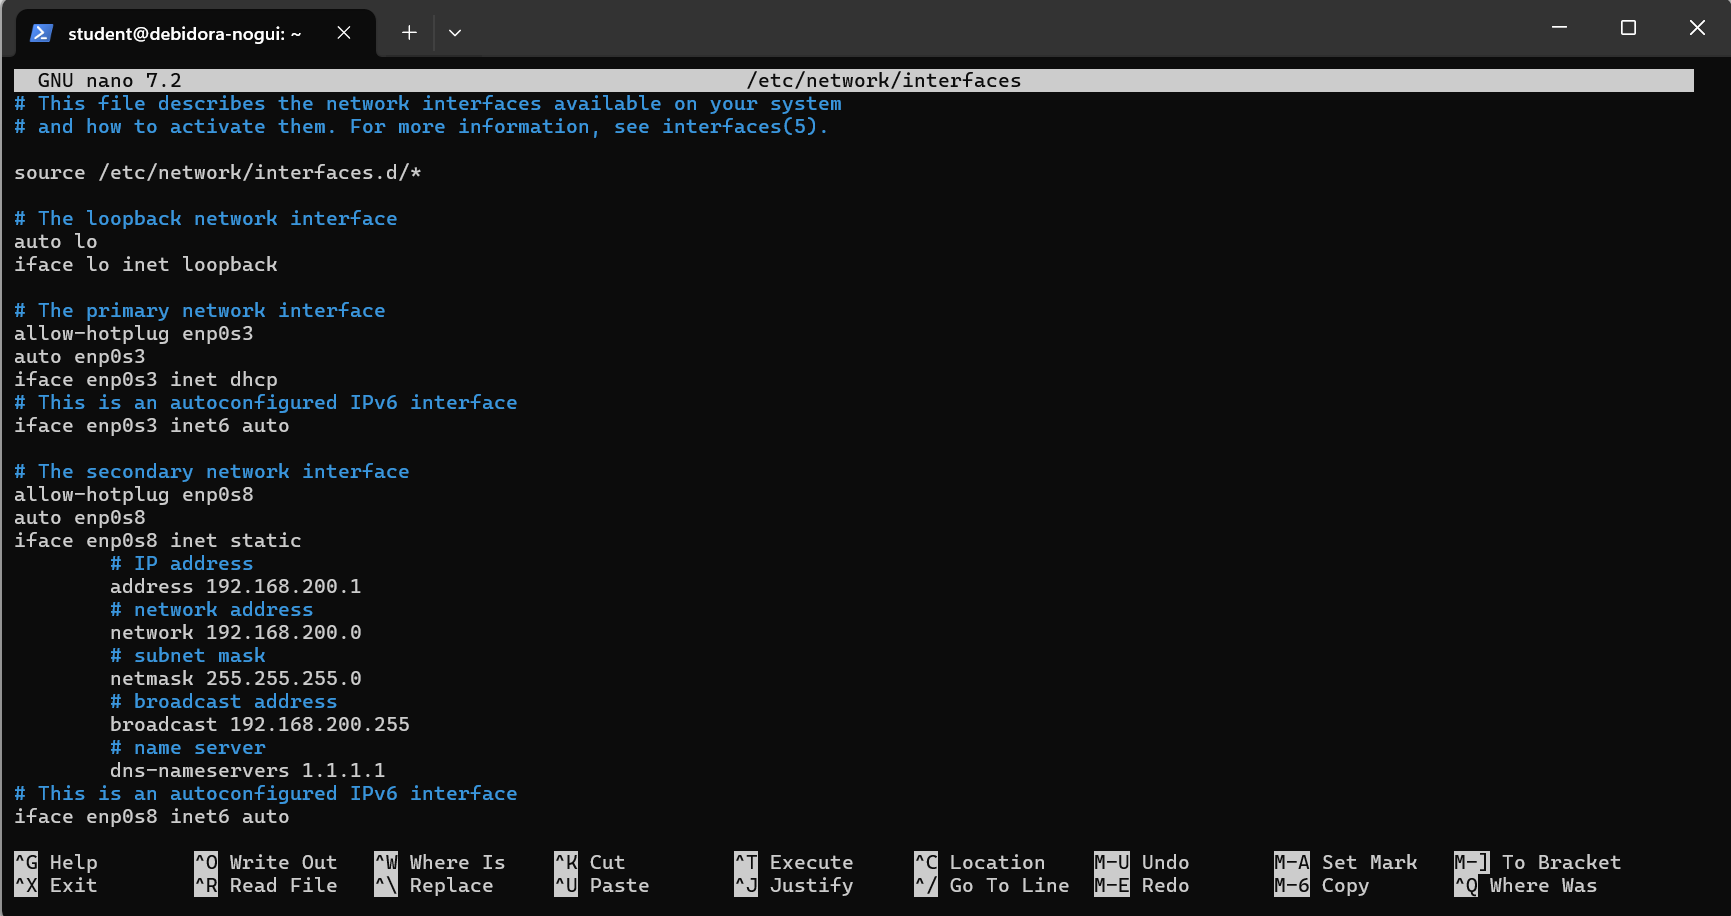 student@debidora-nogui: ~
GNU nano 7.2 /etc/network/interfaces
# This file describes the network interfaces available on your system
# and how to activate them. For more information, see interfaces(5).

source /etc/network/interfaces.d/*

# The loopback network interface
auto lo
iface lo inet loopback

# The primary network interface
allow-hotplug enp0s3
auto enp0s3
iface enp0s3 inet dhcp
# This is an autoconfigured IPv6 interface
iface enp0s3 inet6 auto

# The secondary network interface
allow-hotplug enp0s8
auto enp0s8
iface enp0s8 inet static
        # IP address
        address 192.168.200.1
        # network address
        network 192.168.200.0
        # subnet mask
        netmask 255.255.255.0
        # broadcast address
        broadcast 192.168.200.255
        # name server
        dns-nameservers 1.1.1.1
# This is an autoconfigured IPv6 interface
iface enp0s8 inet6 auto

^G Help ^O Write Out ^W Where Is ^K Cut ^T Execute ^C Location M-U Undo M-A Set Mark M-] To Bracket
^X Exit ^R Read File ^\ Replace ^U Paste ^J Justify ^/ Go To Line M-E Redo M-6 Copy ^Q Where Was